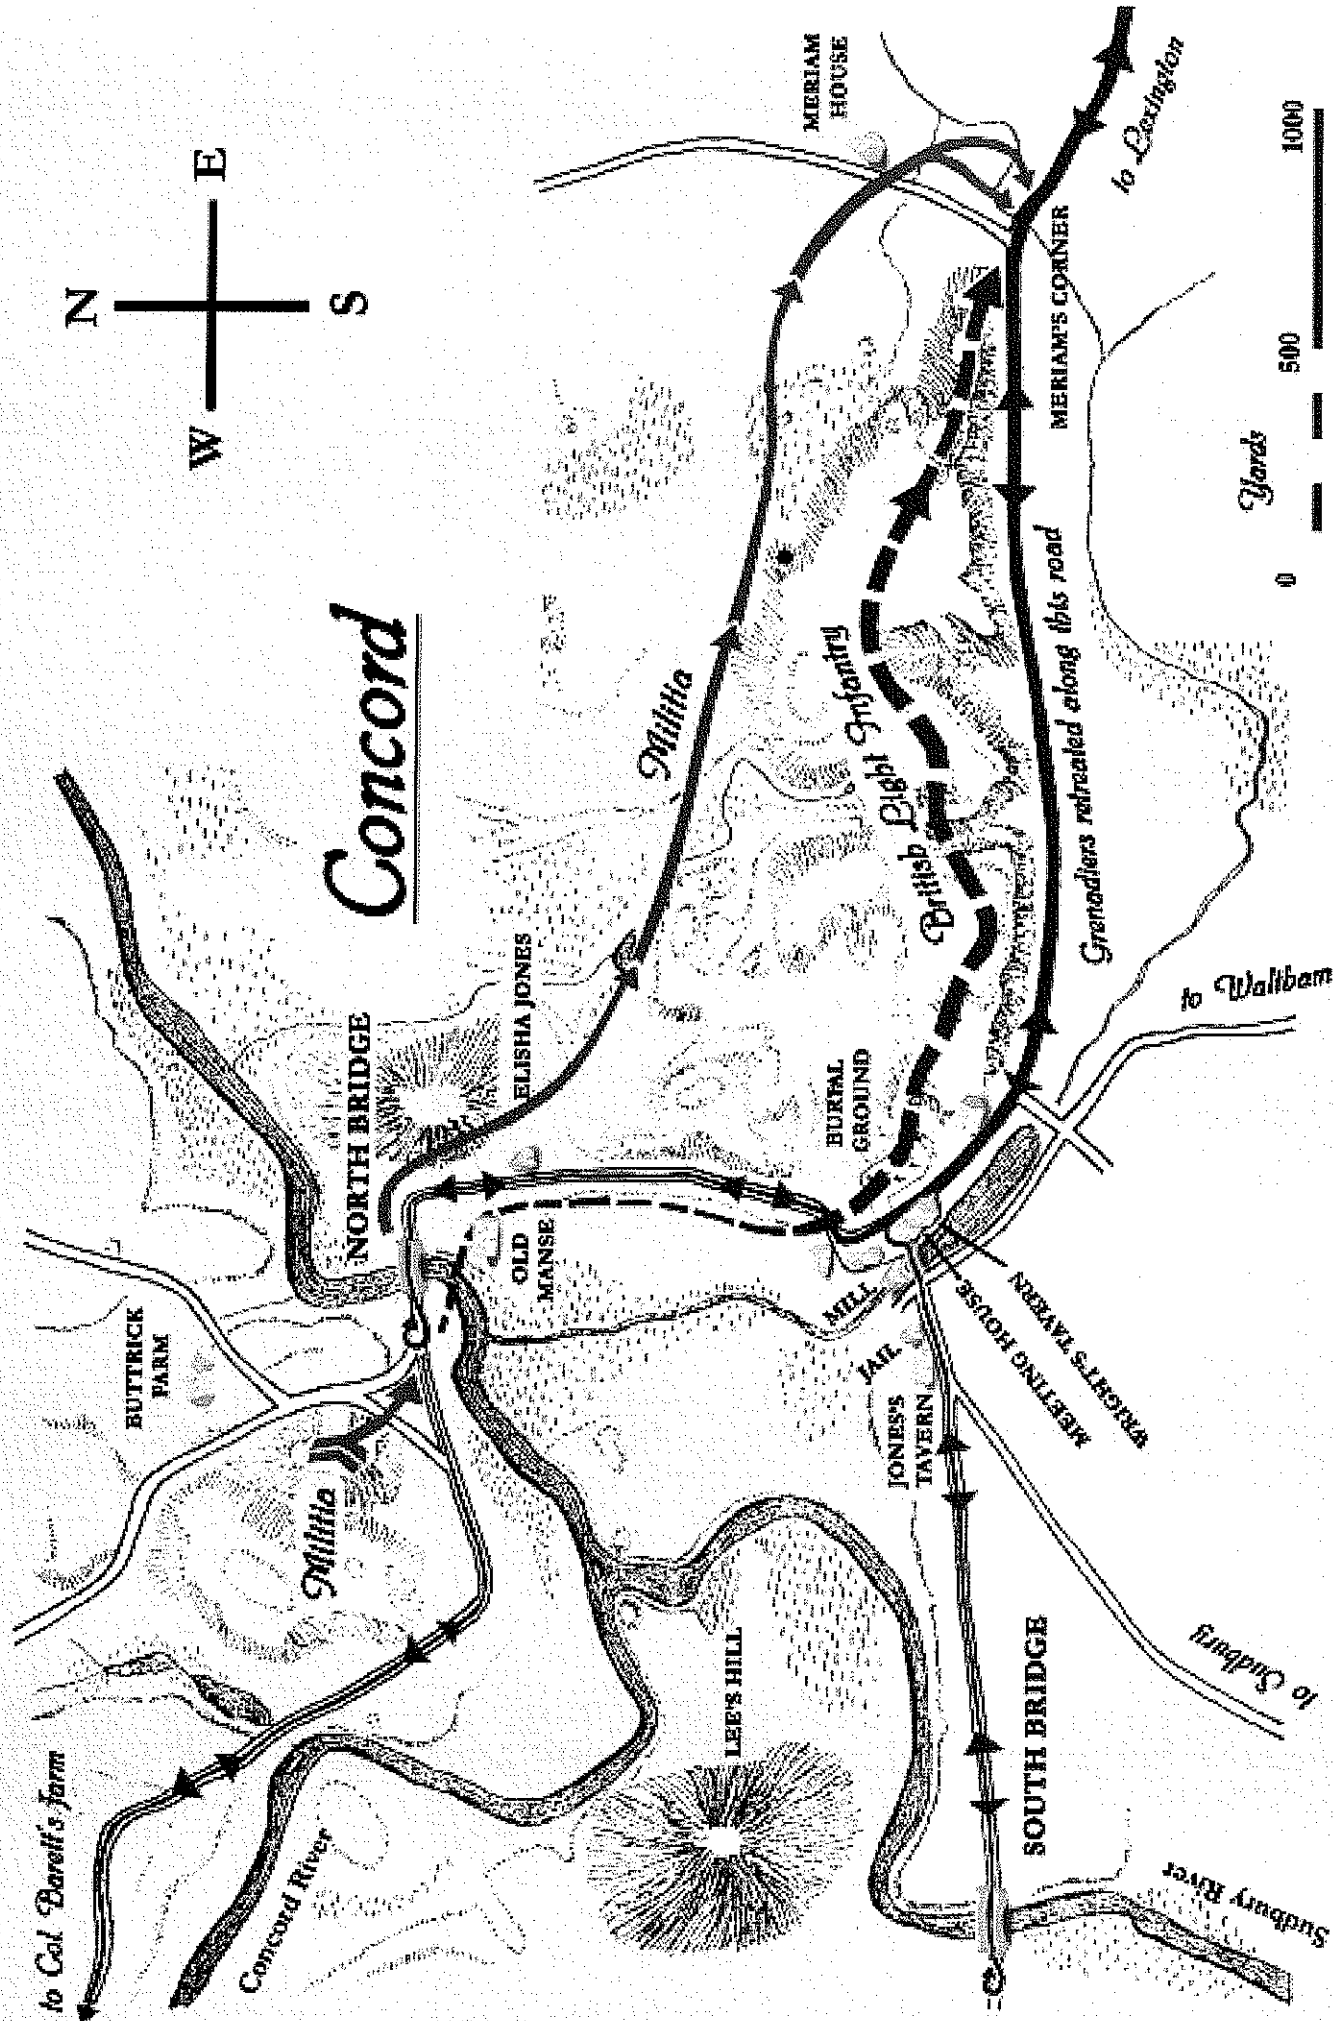 Concord
N
W
E
S
to Col. Barett's farm
Concord River
BUTTRICK
FARM
Militia
NORTH BRIDGE
ELISHA JONES
OLD
MANSE
LEE'S HILL
Militia
British Light Infantry
BURIAL
GROUND
MILL
JAIL
JONES'S
TAVERN
MEETING HOUSE
WRIGHT'S TAVERN
SOUTH BRIDGE
Sudbury River
to Sudbury
to Waltham
Grenadiers retreated along this road
MERIAM
HOUSE
MERIAM'S CORNER
to Lexington
0
500
1000
Yards